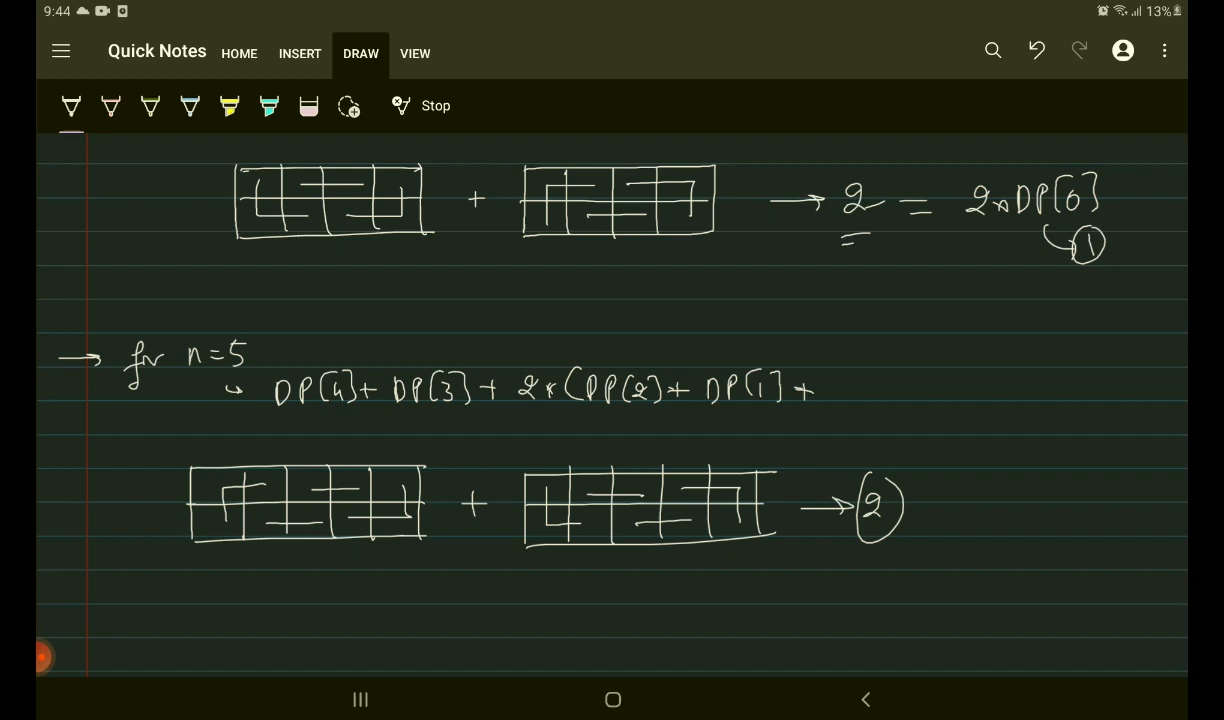 9:44 13%
Quick Notes HOME INSERT DRAW VIEW
Stop
+ → 2 = 2*DP[0]
1
→ for n=5
DP[4]+ DP[3] + 2*(DP[2]+ DP[1] +
+ → 2